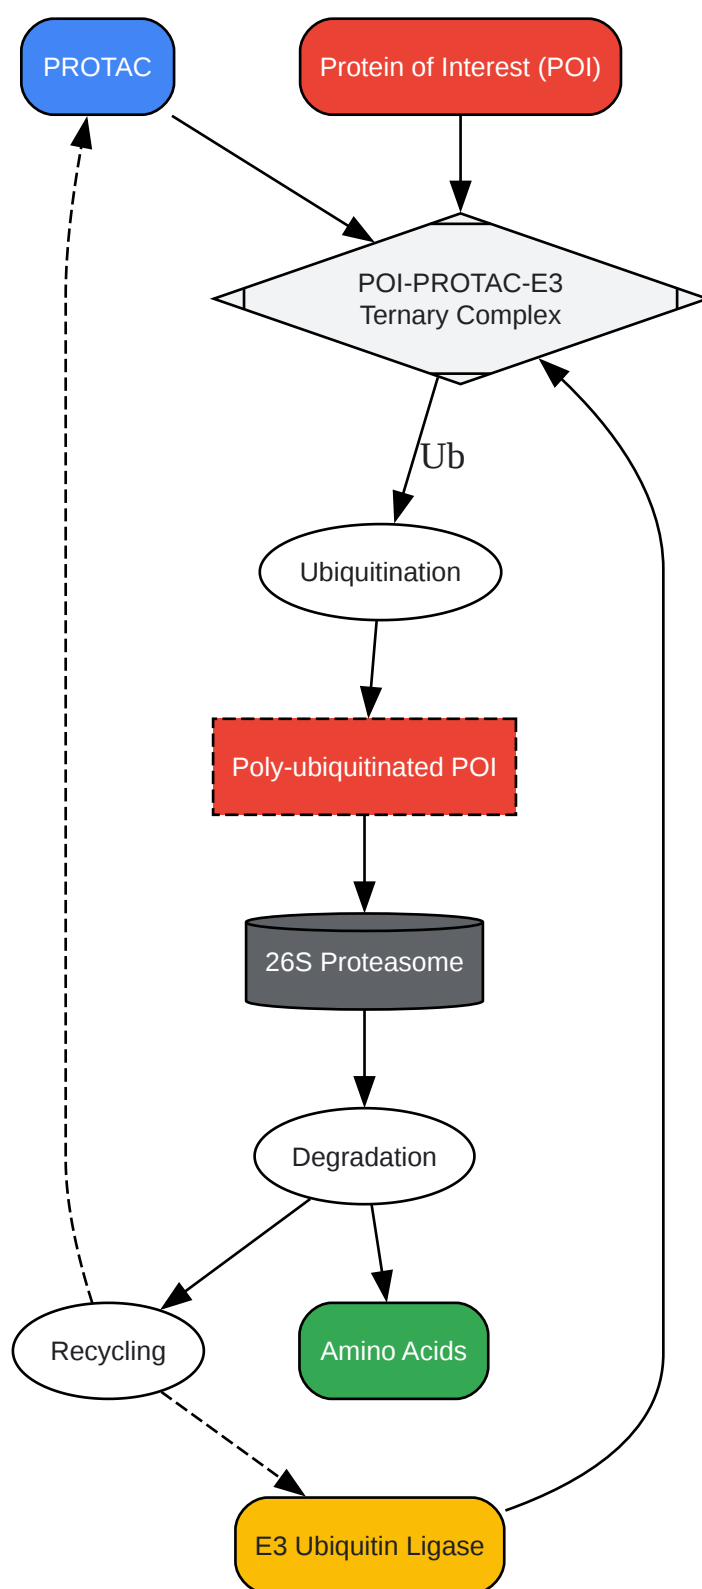 PROTAC
Protein of Interest (POI)
POI-PROTAC-E3
Ternary Complex
Ub
Ubiquitination
Poly-ubiquitinated POI
26S Proteasome
Degradation
Recycling
Amino Acids
E3 Ubiquitin Ligase